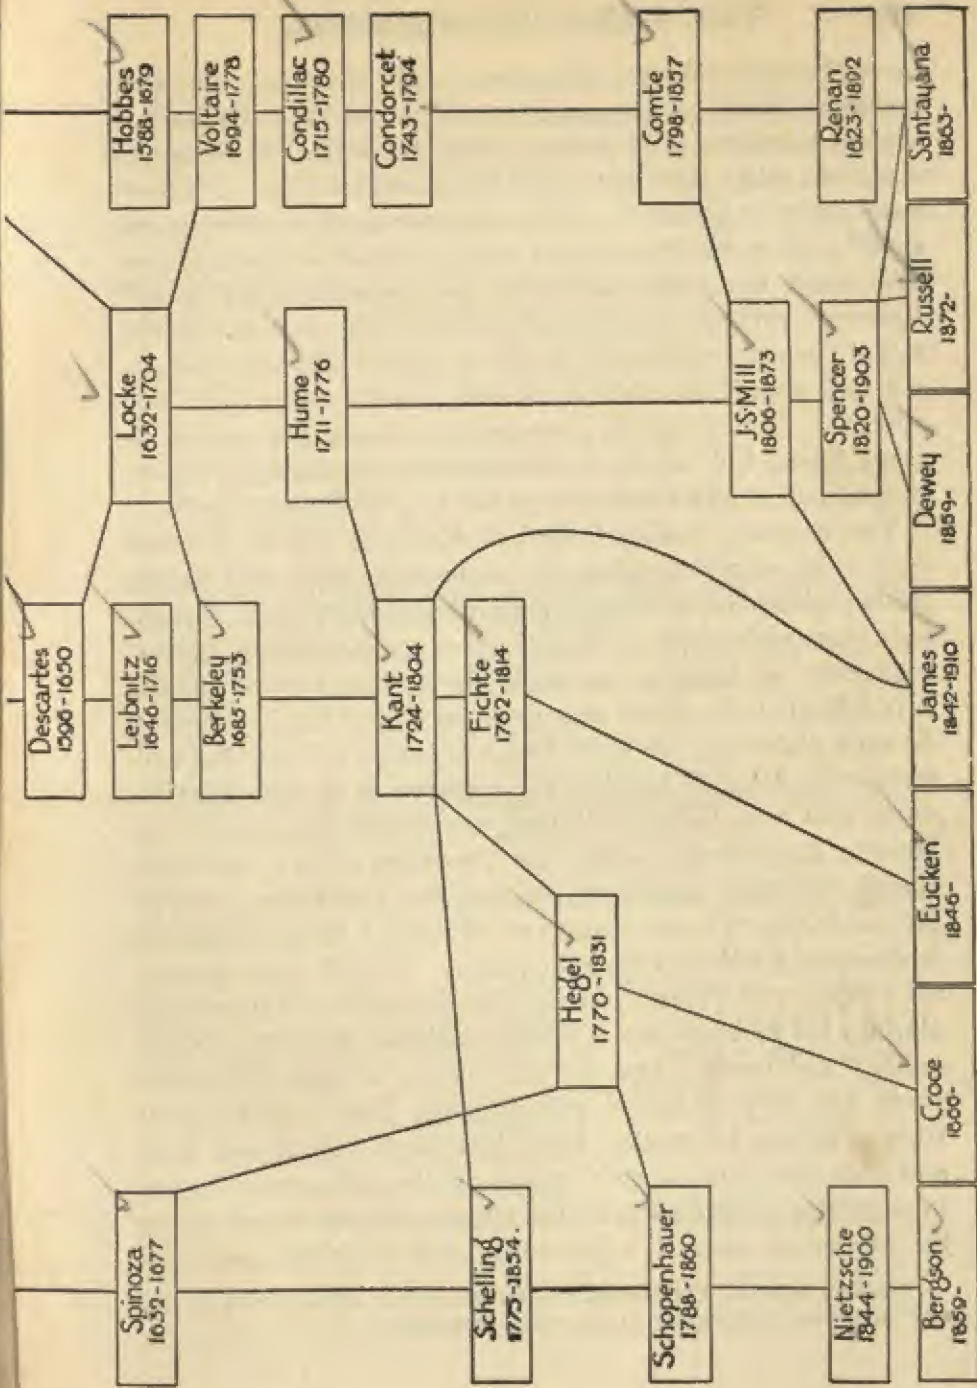 Hobbes
1588-1679
Voltaire
1694-1778
Condillac
1715-1780
Condorcet
1743-1794
Comte
1798-1857
Reman
1823-1892
Santayana
1863-
Locke
1632-1704
Hume
1711-1776
J.S.Mill
1806-1873
Spencer
1820-1903
Russell
1872-
Dewey
1859-
Descartes
1596-1650
Leibnitz
1646-1716
Berkeley
1685-1753
Kant
1724-1804
Fichte
1762-1814
James
1842-1910
Eucken
1846-
Hegel
1770-1831
Croce
1866-
Spinoza
1632-1677
Schelling
1775-1854.
Schopenhauer
1788-1860
Nietzsche
1844-1900
Bergson
1859-